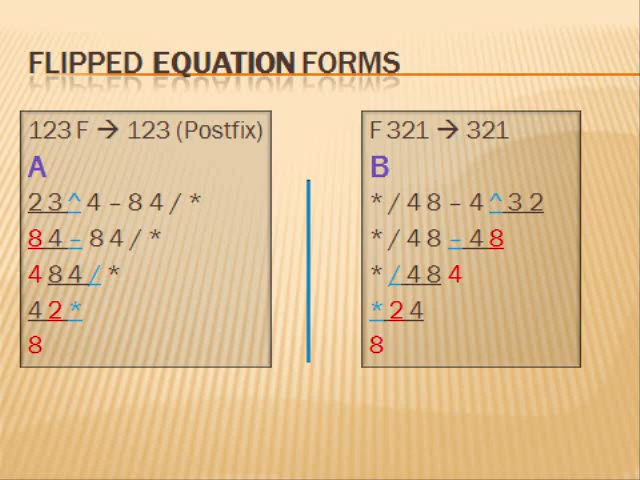 FLIPPED EQUATION FORMS
123 F → 123 (Postfix)
A
2 3 ^ 4 – 8 4 / *
8 4 – 8 4 / *
4 8 4 / *
4 2 *
8
F 321 → 321
B
* / 4 8 – 4 ^ 3 2
* / 4 8 – 4 8
* / 4 8 4
* 2 4
8